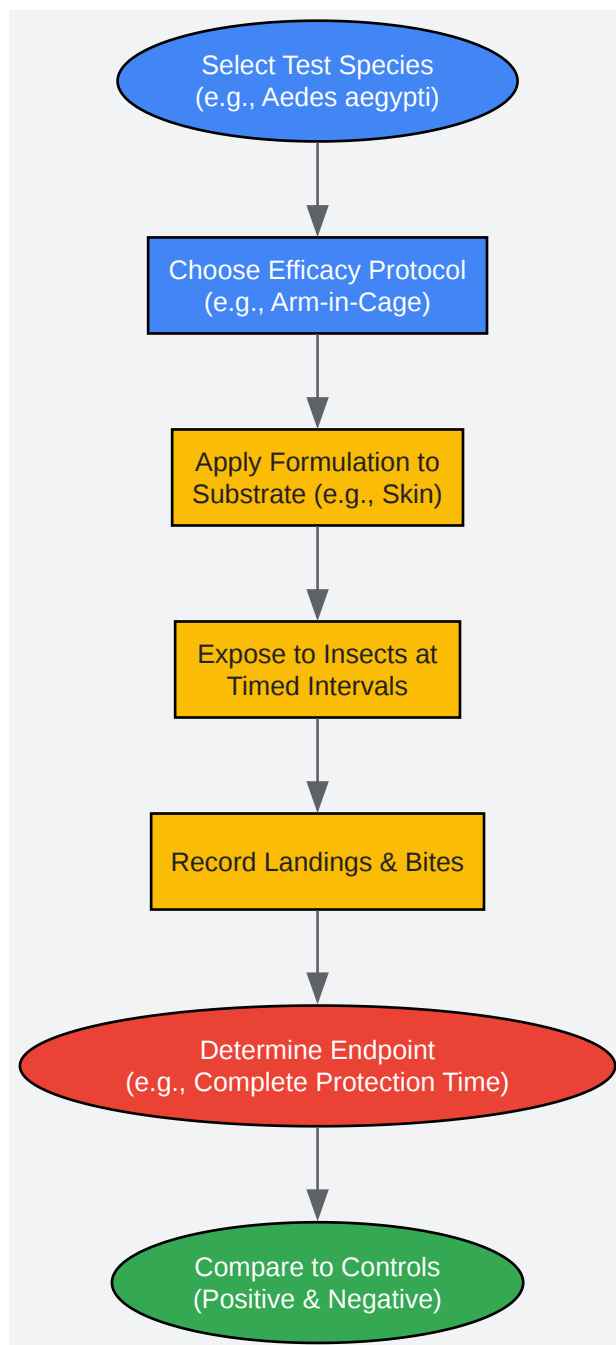 Select Test Species
(e.g., Aedes aegypti)
Choose Efficacy Protocol
(e.g., Arm-in-Cage)
Apply Formulation to
Substrate (e.g., Skin)
Expose to Insects at
Timed Intervals
Record Landings & Bites
Determine Endpoint
(e.g., Complete Protection Time)
Compare to Controls
(Positive & Negative)